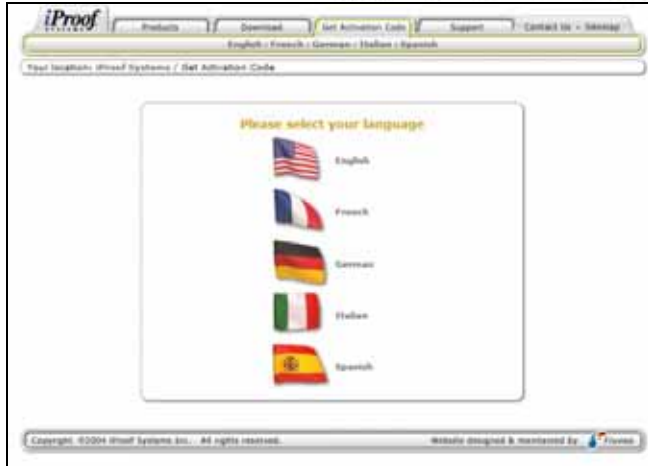 iProof
SYSTEMS
Products
Download
Get Activation Code
Support
Contact Us - Sitemap
English : French : German : Italian : Spanish
Your location: iProof Systems / Get Activation Code
Please select your language
English
French
German
Italian
Spanish
Copyright ©2004 iProof Systems Inc. All rights reserved.
Website designed & maintained by